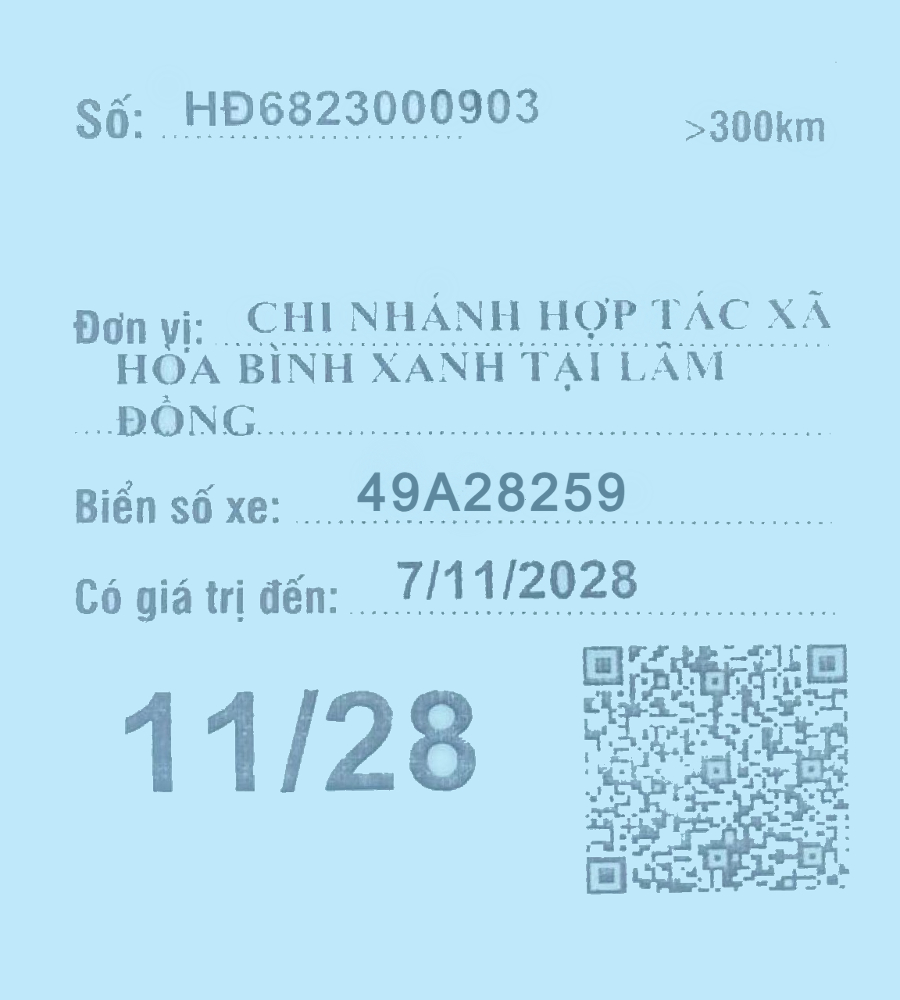 Số: HĐ6823000903 >300km
Đơn vị: CHI NHÁNH HỢP TÁC XÃ
HÒA BÌNH XANH TẠI LÂM
ĐỒNG
Biển số xe: 49A28259
Có giá trị đến: 7/11/2028
11/28